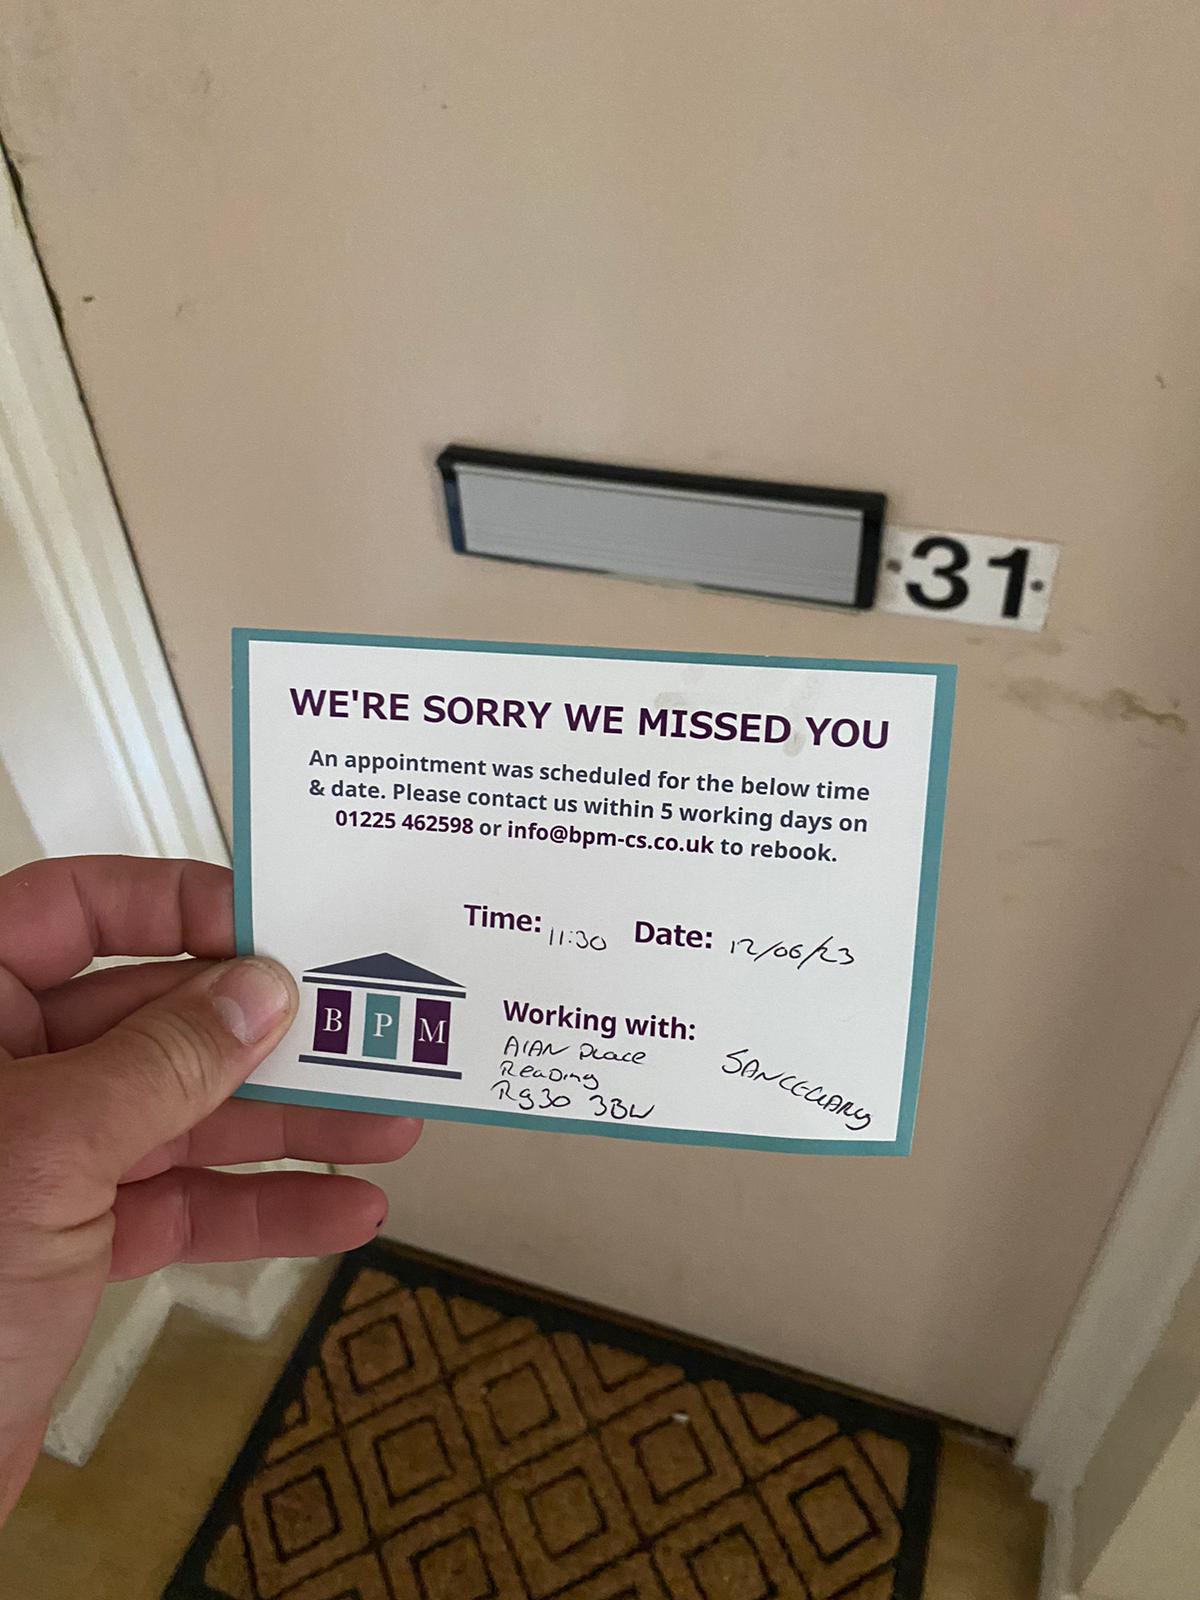 31
WE'RE SORRY WE MISSED YOU
An appointment was scheduled for the below time
& date. Please contact us within 5 working days on
01225 462598 or info@bpm-cs.co.uk to rebook.
Time: 11:30 Date: 12/06/23
B P M
Working with:
AlAN Place
Reading
Rg30 3BW